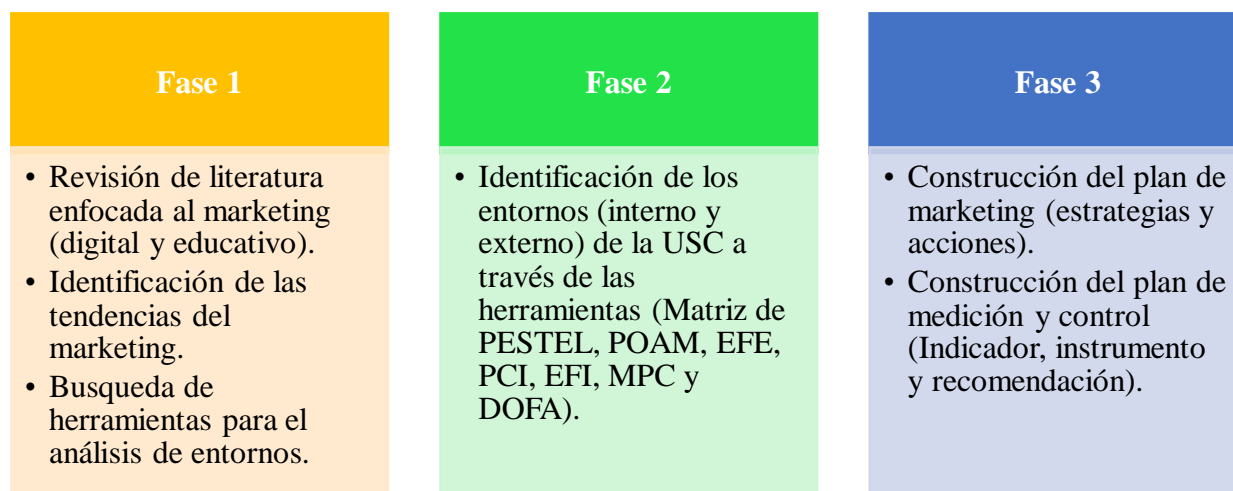 Fase 1
• Revisión de literatura
enfocada al marketing
(digital y educativo).
• Identificación de las
tendencias del
marketing.
• Busqueda de
herramientas para el
análisis de entornos.
Fase 2
• Identificación de los
entornos (interno y
externo) de la USC a
través de las
herramientas (Matriz de
PESTEL, POAM, EFE,
PCI, EFI, MPC y
DOFA).
Fase 3
• Construcción del plan de
marketing (estrategias y
acciones).
• Construcción del plan de
medición y control
(Indicador, instrumento
y recomendación).